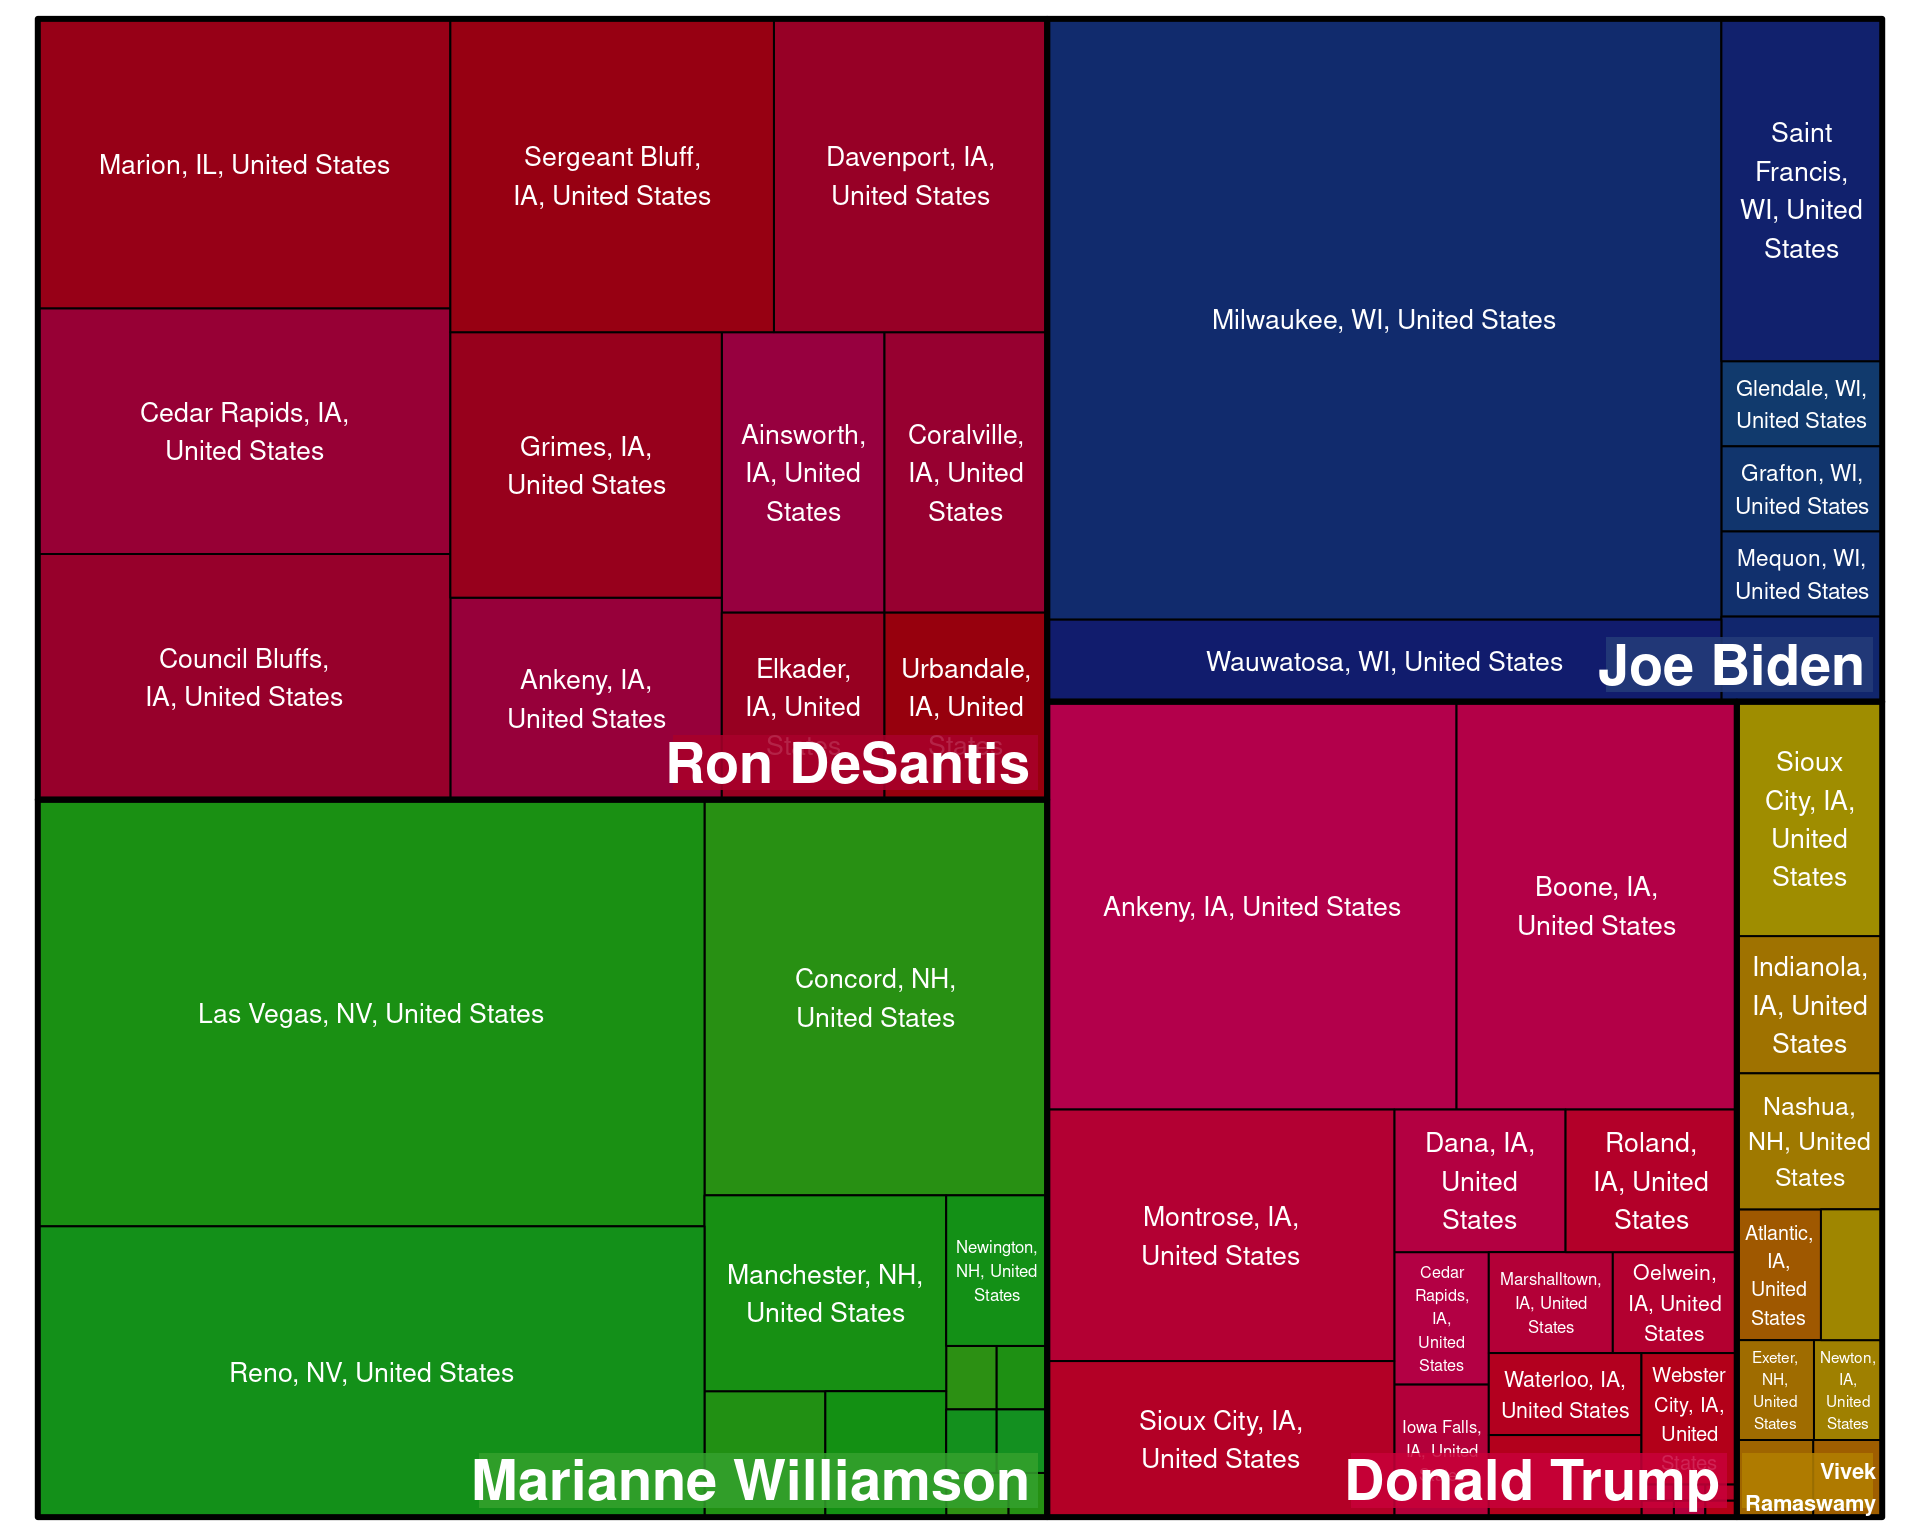 Marion, IL, United States
Sergeant Bluff,
IA, United States
Davenport, IA,
United States
Cedar Rapids, IA,
United States
Grimes, IA,
United States
Ainsworth,
IA, United
States
Coralville,
IA, United
States
Council Bluffs,
IA, United States
Ankeny, IA,
United States
Elkader,
IA, United
States
Urbandale,
IA, United
States
Ron DeSantis
Milwaukee, WI, United States
Saint
Francis,
WI, United
States
Glendale, WI,
United States
Grafton, WI,
United States
Mequon, WI,
United States
Wauwatosa, WI, United States
Joe Biden
Las Vegas, NV, United States
Concord, NH,
United States
Reno, NV, United States
Manchester, NH,
United States
Newington,
NH, United
States
Marianne Williamson
Ankeny, IA, United States
Boone, IA,
United States
Montrose, IA,
United States
Dana, IA,
United
States
Roland,
IA, United
States
Cedar
Rapids,
IA,
United
States
Marshalltown,
IA, United
States
Oelwein,
IA, United
States
Sioux City, IA,
United States
Iowa Falls,
IA, United
Waterloo, IA,
United States
Webster
City, IA,
United
States
Donald Trump
Sioux
City, IA,
United
States
Indianola,
IA, United
States
Nashua,
NH, United
States
Atlantic,
IA,
United
States
Exeter,
NH,
United
States
Newton,
IA,
United
States
Vivek
Ramaswamy